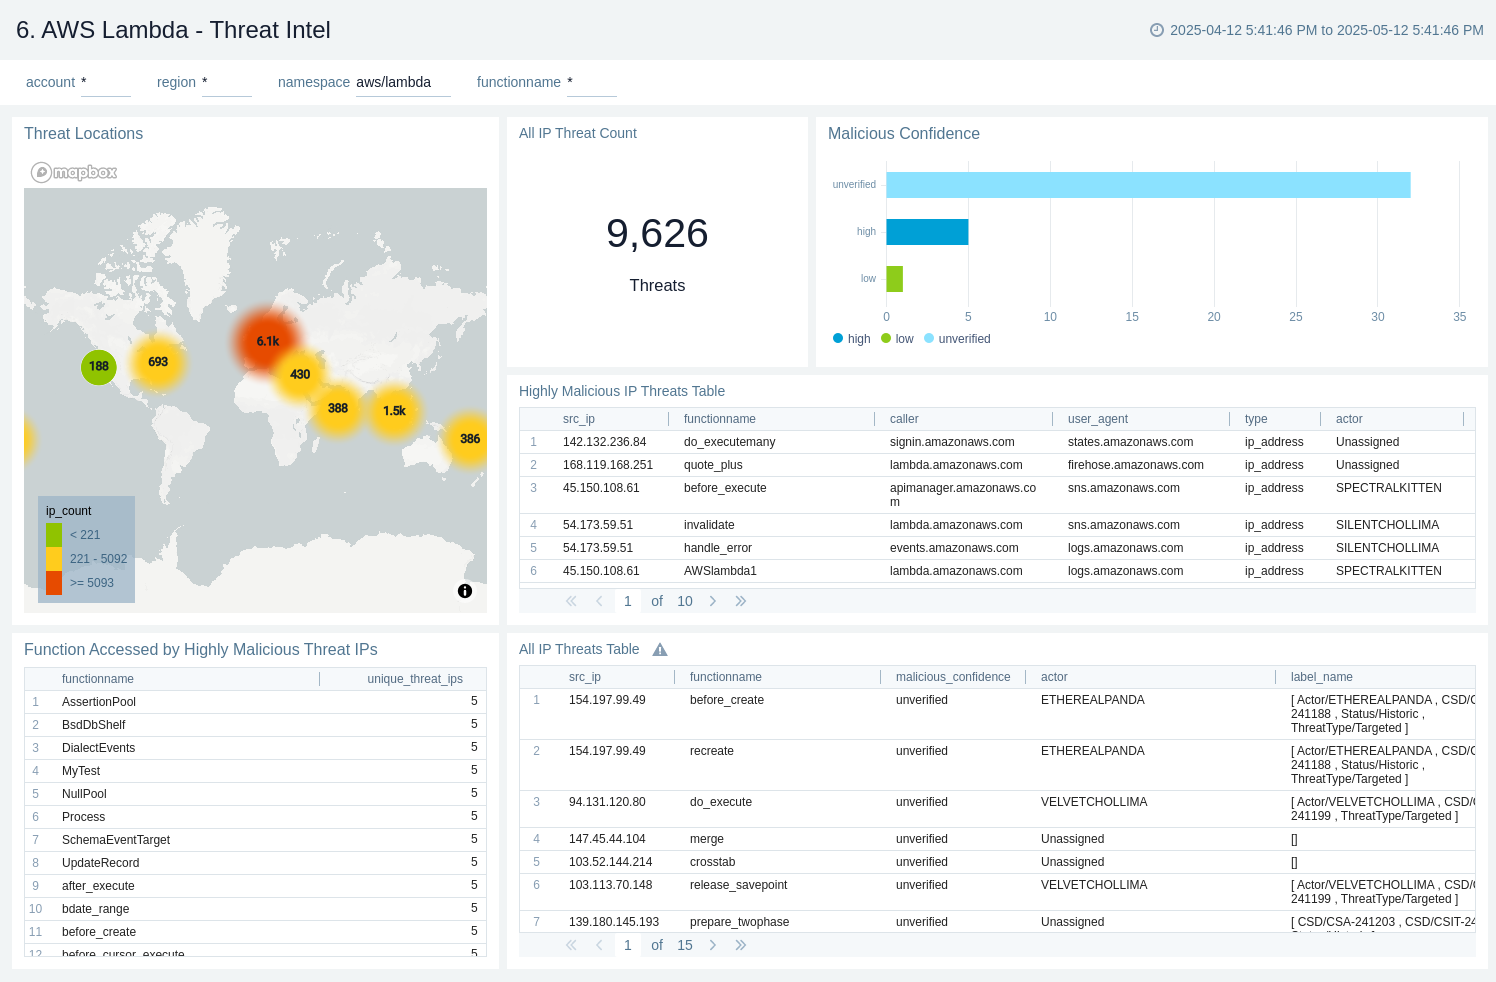 6. AWS Lambda - Threat Intel
2025-04-12 5:41:46 PM to 2025-05-12 5:41:46 PM
account *
region *
namespace aws/lambda
functionname *
Threat Locations
mapbox
188
693
6.1k
430
388
1.5k
386
ip_count
< 221
221 - 5092
>= 5093
All IP Threat Count
9,626
Threats
Malicious Confidence
unverified
high
low
0 5 10 15 20 25 30 35
high low unverified
Highly Malicious IP Threats Table
src_ip functionname caller user_agent type actor
1 142.132.236.84 do_executemany signin.amazonaws.com states.amazonaws.com ip_address Unassigned
2 168.119.168.251 quote_plus lambda.amazonaws.com firehose.amazonaws.com ip_address Unassigned
3 45.150.108.61 before_execute apimanager.amazonaws.co sns.amazonaws.com ip_address SPECTRALKITTEN
m
4 54.173.59.51 invalidate lambda.amazonaws.com sns.amazonaws.com ip_address SILENTCHOLLIMA
5 54.173.59.51 handle_error events.amazonaws.com logs.amazonaws.com ip_address SILENTCHOLLIMA
6 45.150.108.61 AWSlambda1 lambda.amazonaws.com logs.amazonaws.com ip_address SPECTRALKITTEN
1 of 10
Function Accessed by Highly Malicious Threat IPs
functionname unique_threat_ips
1 AssertionPool 5
2 BsdDbShelf 5
3 DialectEvents 5
4 MyTest 5
5 NullPool 5
6 Process 5
7 SchemaEventTarget 5
8 UpdateRecord 5
9 after_execute 5
10 bdate_range 5
11 before_create 5
12 before_cursor_execute 5
All IP Threats Table
src_ip functionname malicious_confidence actor label_name
1 154.197.99.49 before_create unverified ETHEREALPANDA [ Actor/ETHEREALPANDA , CSD/C
241188 , Status/Historic ,
ThreatType/Targeted ]
2 154.197.99.49 recreate unverified ETHEREALPANDA [ Actor/ETHEREALPANDA , CSD/C
241188 , Status/Historic ,
ThreatType/Targeted ]
3 94.131.120.80 do_execute unverified VELVETCHOLLIMA [ Actor/VELVETCHOLLIMA , CSD/C
241199 , ThreatType/Targeted ]
4 147.45.44.104 merge unverified Unassigned []
5 103.52.144.214 crosstab unverified Unassigned []
6 103.113.70.148 release_savepoint unverified VELVETCHOLLIMA [ Actor/VELVETCHOLLIMA , CSD/C
241199 , ThreatType/Targeted ]
7 139.180.145.193 prepare_twophase unverified Unassigned [ CSD/CSA-241203 , CSD/CSIT-24
1 of 15